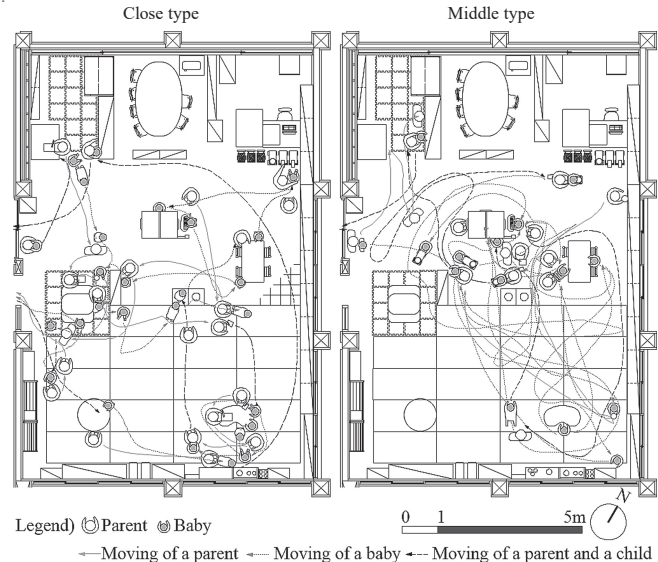 Close type
Middle type
Legend) Parent Baby
0 1 5m
N
Moving of a parent Moving of a baby Moving of a parent and a child